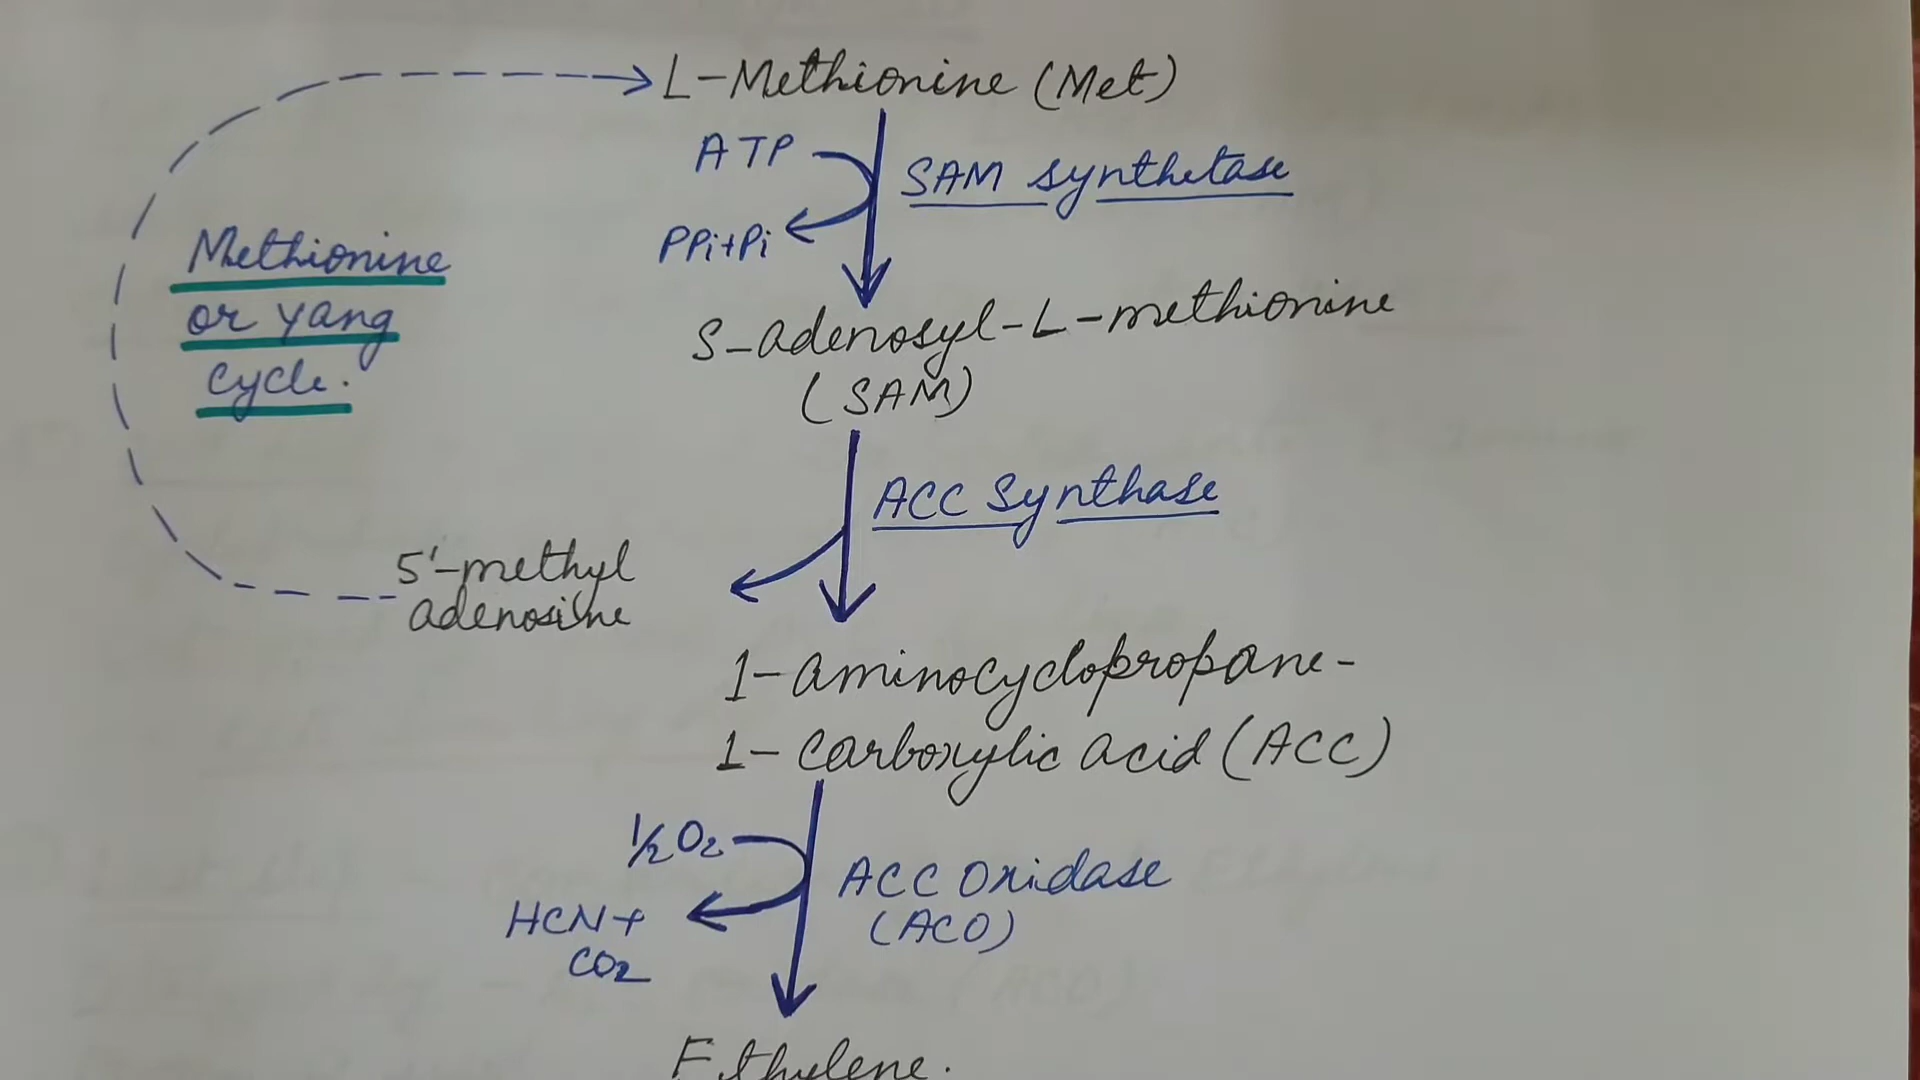 L-Methionine (Met)
ATP
SAM synthetase
PPi+Pi
Methionine
or yang
cycle.
S-adenosyl-L-methionine
(SAM)
ACC Synthase
5'-methyl
adenosine
1-aminocyclopropane-
1-Carboxylic acid (ACC)
½O2
ACC Oxidase
(ACO)
HCN+
CO2
Ethylene.